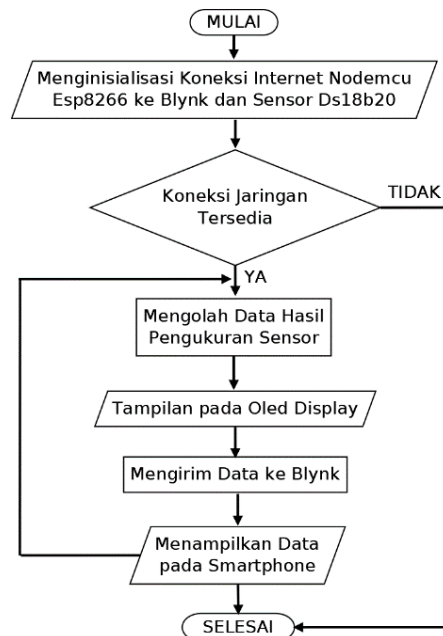 MULAI
Menginisialisasi Koneksi Internet Nodemcu
Esp8266 ke Blynk dan Sensor Ds18b20
Koneksi Jaringan
Tersedia
TIDAK
YA
Mengolah Data Hasil
Pengukuran Sensor
Tampilan pada Oled Display
Mengirim Data ke Blynk
Menampilkan Data
pada Smartphone
SELESAI